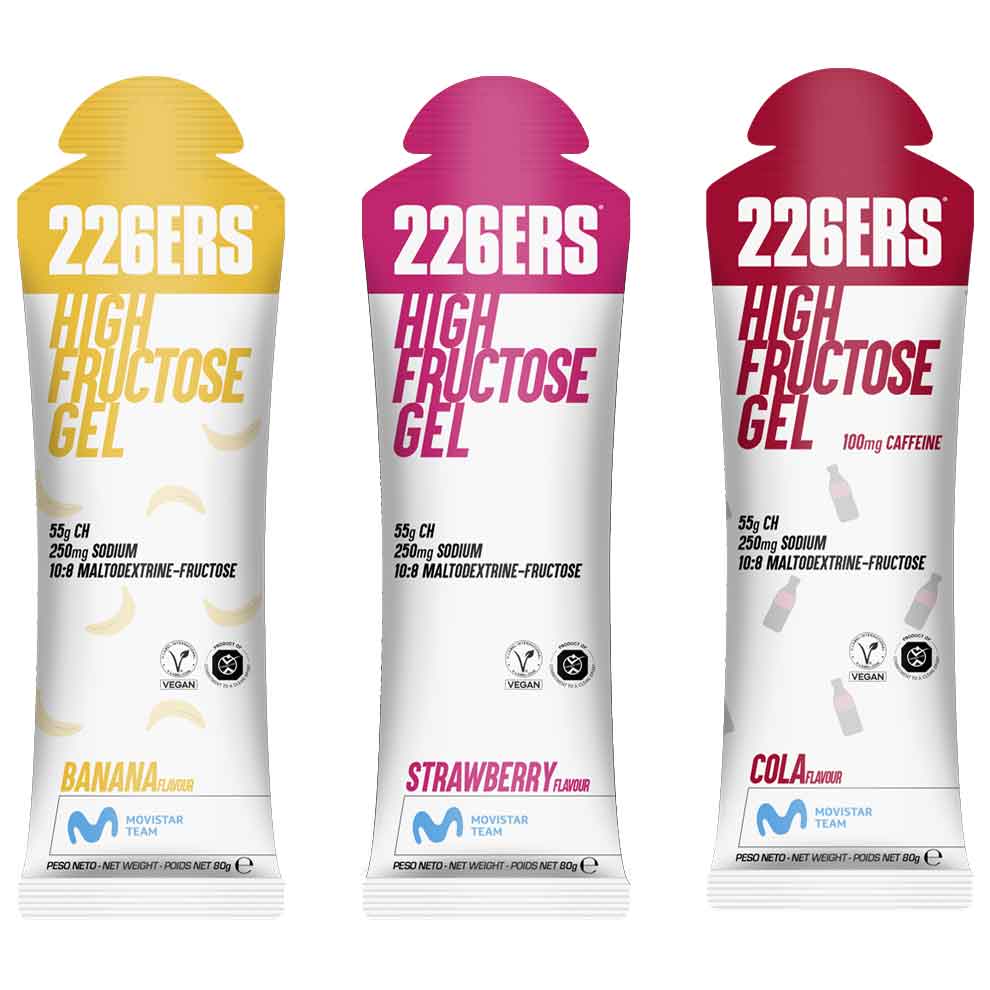 226ERS®
HIGH
FRUCTOSE
GEL
55g CH
250mg SODIUM
10:8 MALTODEXTRINE-FRUCTOSE
VEGAN
BANANA FLAVOUR
MOVISTAR
TEAM
PESO NETO - NET WEIGHT - POIDS NET 80g ℮
226ERS®
HIGH
FRUCTOSE
GEL
55g CH
250mg SODIUM
10:8 MALTODEXTRINE-FRUCTOSE
VEGAN
STRAWBERRY FLAVOUR
MOVISTAR
TEAM
PESO NETO - NET WEIGHT - POIDS NET 80g ℮
226ERS®
HIGH
FRUCTOSE
GEL
100mg CAFFEINE
55g CH
250mg SODIUM
10:8 MALTODEXTRINE-FRUCTOSE
VEGAN
COLA FLAVOUR
MOVISTAR
TEAM
PESO NETO - NET WEIGHT - POIDS NET 80g ℮